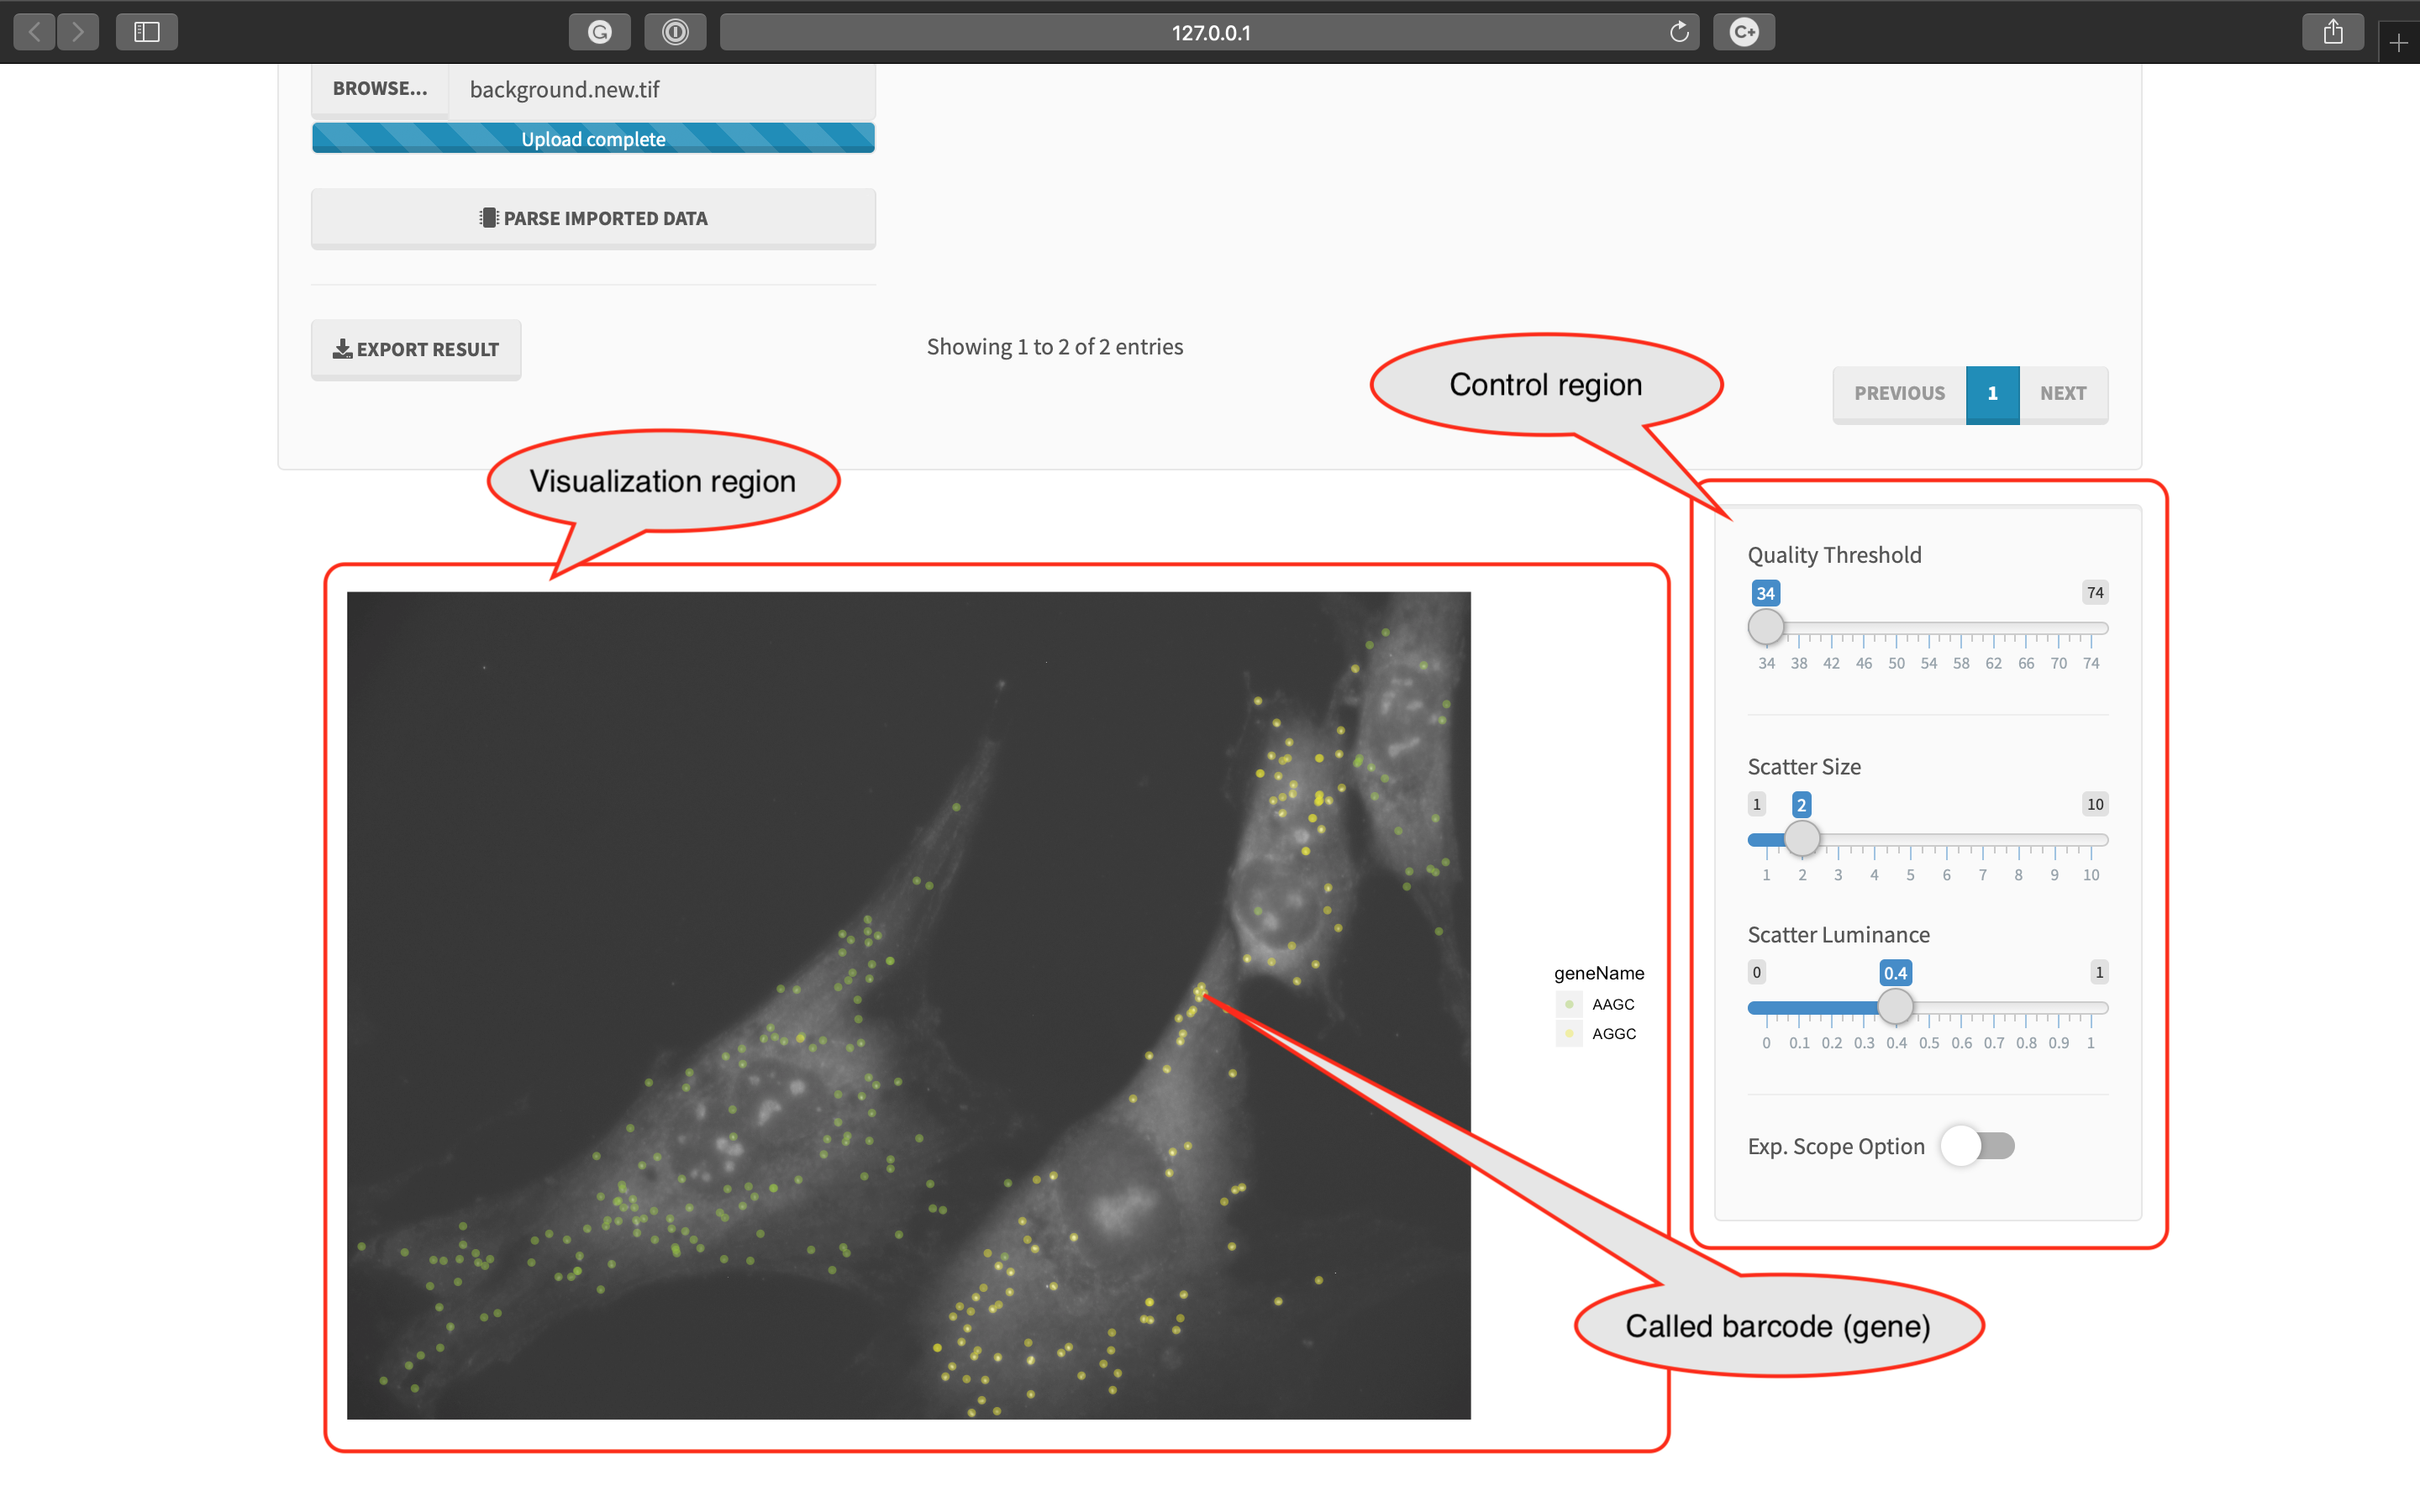 127.0.0.1
BROWSE...
background.new.tif
Upload complete
PARSE IMPORTED DATA
EXPORT RESULT
Showing 1 to 2 of 2 entries
PREVIOUS
1
NEXT
Control region
Visualization region
Quality Threshold
34
74
34 38 42 46 50 54 58 62 66 70 74
Scatter Size
1
2
10
1 2 3 4 5 6 7 8 9 10
Scatter Luminance
0
0.4
1
0 0.1 0.2 0.3 0.4 0.5 0.6 0.7 0.8 0.9 1
Exp. Scope Option
geneName
AAGC
AGGC
Called barcode (gene)